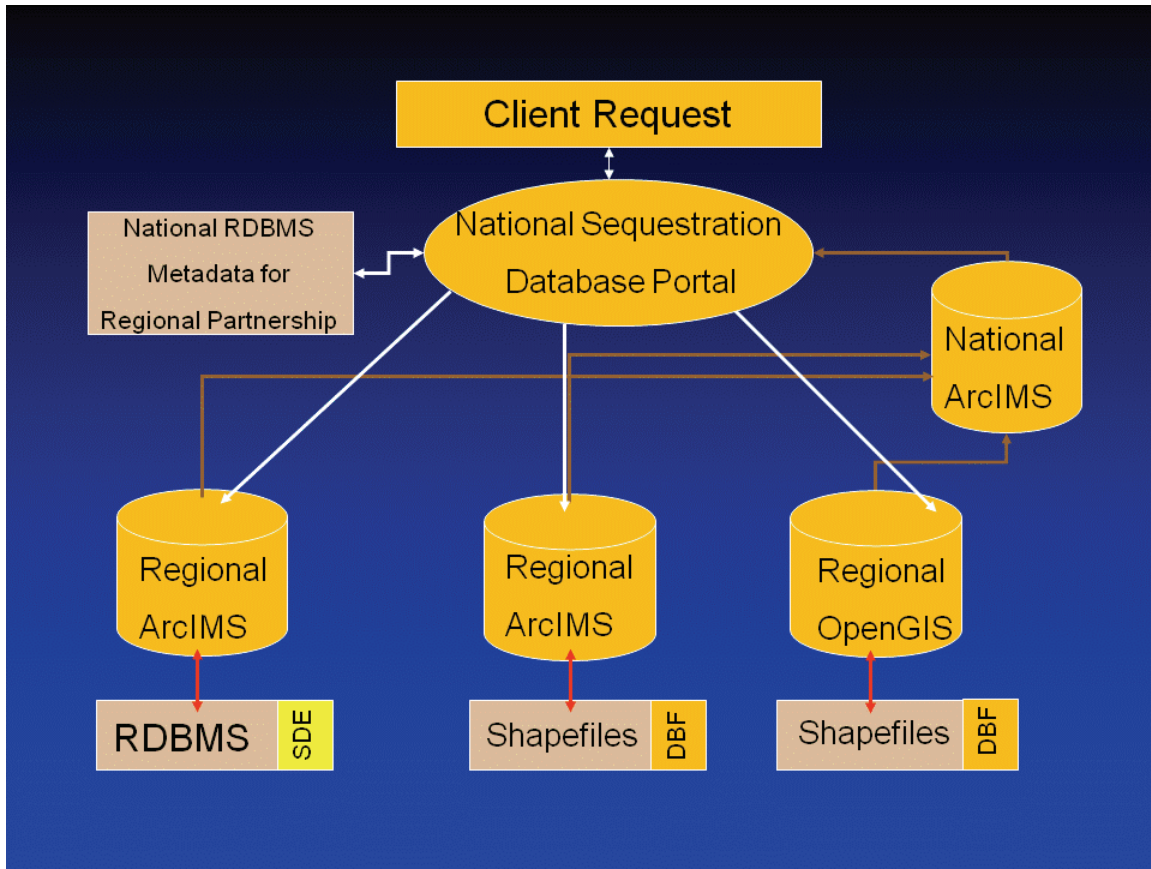 Client Request
National Sequestration
Database Portal
National RDBMS
Metadata for
Regional Partnership
National
ArcIMS
Regional
ArcIMS
Regional
ArcIMS
Regional
OpenGIS
RDBMS
SDE
Shapefiles
DBF
Shapefiles
DBF